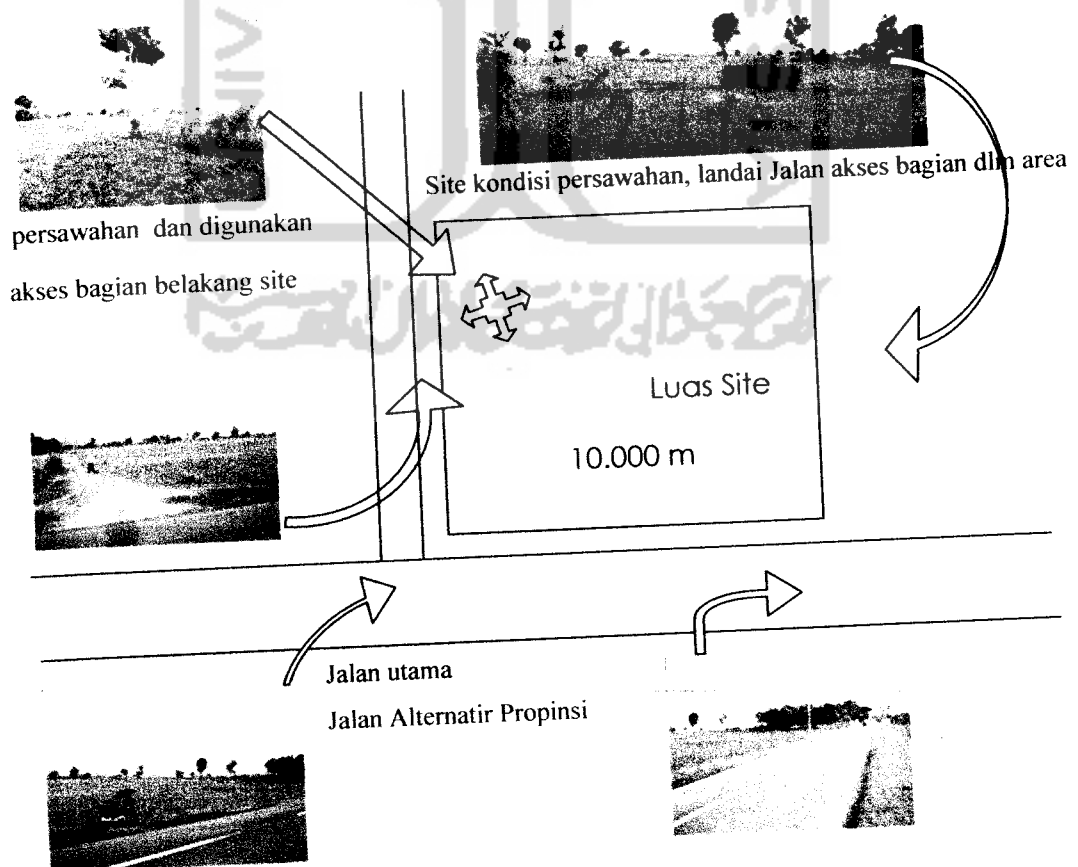 Site kondisi persawahan, landai Jalan akses bagian dlm area
persawahan dan digunakan
akses bagian belakang site
Luas Site
10.000 m
Jalan utama
Jalan Alternatir Propinsi